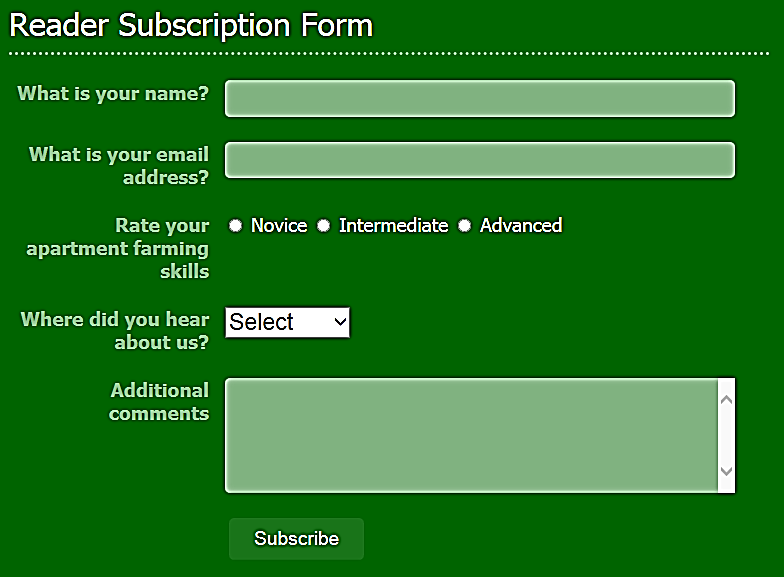 Reader Subscription Form
What is your name?
What is your email
address?
Rate your
apartment farming
skills
Novice Intermediate Advanced
Where did you hear
about us?
Select
Additional
comments
Subscribe